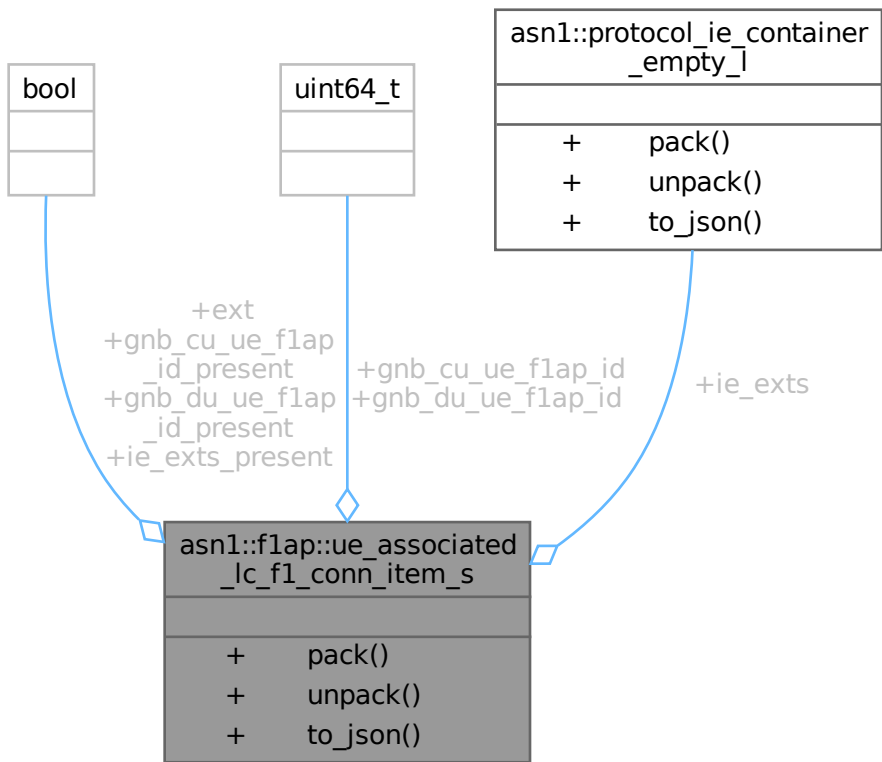 asn1::protocol_ie_container
_empty_l
+ pack()
+ unpack()
+ to_json()
bool
uint64_t
+ext
+gnb_cu_ue_f1ap
_id_present
+gnb_du_ue_f1ap
_id_present
+ie_exts_present
+gnb_cu_ue_f1ap_id
+gnb_du_ue_f1ap_id
+ie_exts
asn1::f1ap::ue_associated
_lc_f1_conn_item_s
+ pack()
+ unpack()
+ to_json()